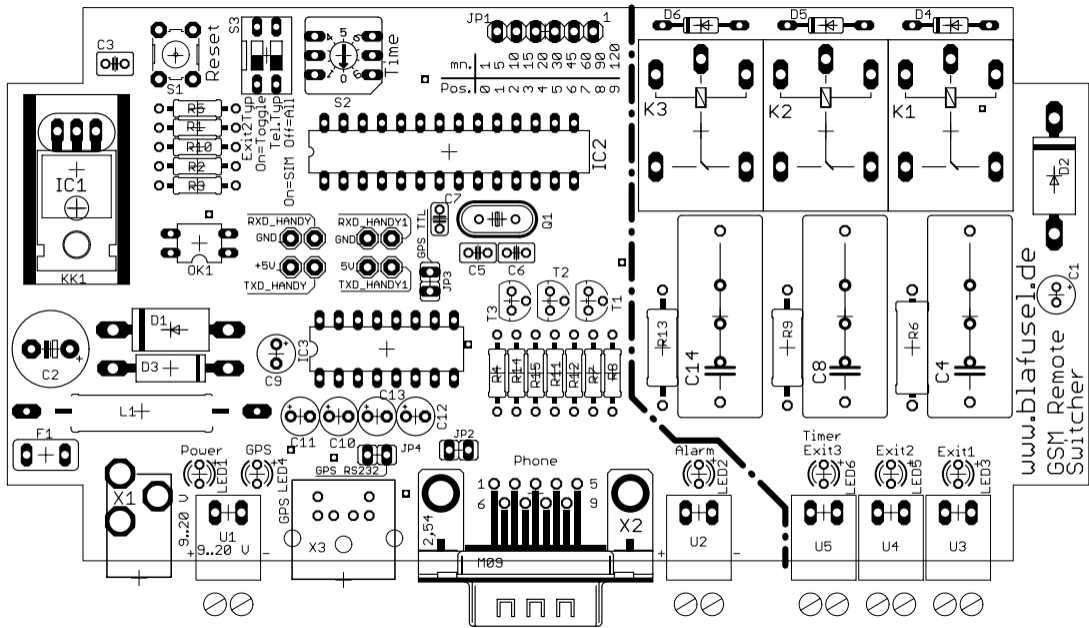 D6
D5
D4
JP1
1
C3
S3
S1
Reset
S2
5
Time
mn. 1 5 10 15 20 30 45 60 90 120
Pos. 0 1 2 3 4 5 6 7 8 9
K3
K2
K1
D2
R5
R1
R10
R2
R3
Exit2Typ
On=Toggle
Tel.Typ
On=SIM Off=All
IC2
IC1
KK1
OK1
RXD_HANDY
GND
+5V
TXD_HANDY
RXD_HANDY1
GND
5V
TXD_HANDY1
GPS TTL
C7
JP3
Q1
C5
C6
T3
T2
T1
C1
C2
D1
D3
C9
IC3
R4
R14
R15
R11
R12
R7
R8
R13
C14
R9
C8
R6
C4
L1
C11
C10
C13
C12
F1
JP4
JP2
www.blafusel.de
GSM Remote
Switcher
Power
LED1
GPS
GPS LED4
GPS RS232
Phone
Alarm
LED2
Timer
Exit3
LED6
Exit2
LED5
Exit1
LED3
X1
9..20 V
U1
+ 9..20 V -
X3
2,54
1
5
6
9
M09
X2
U2
+ -
U5
U4
U3